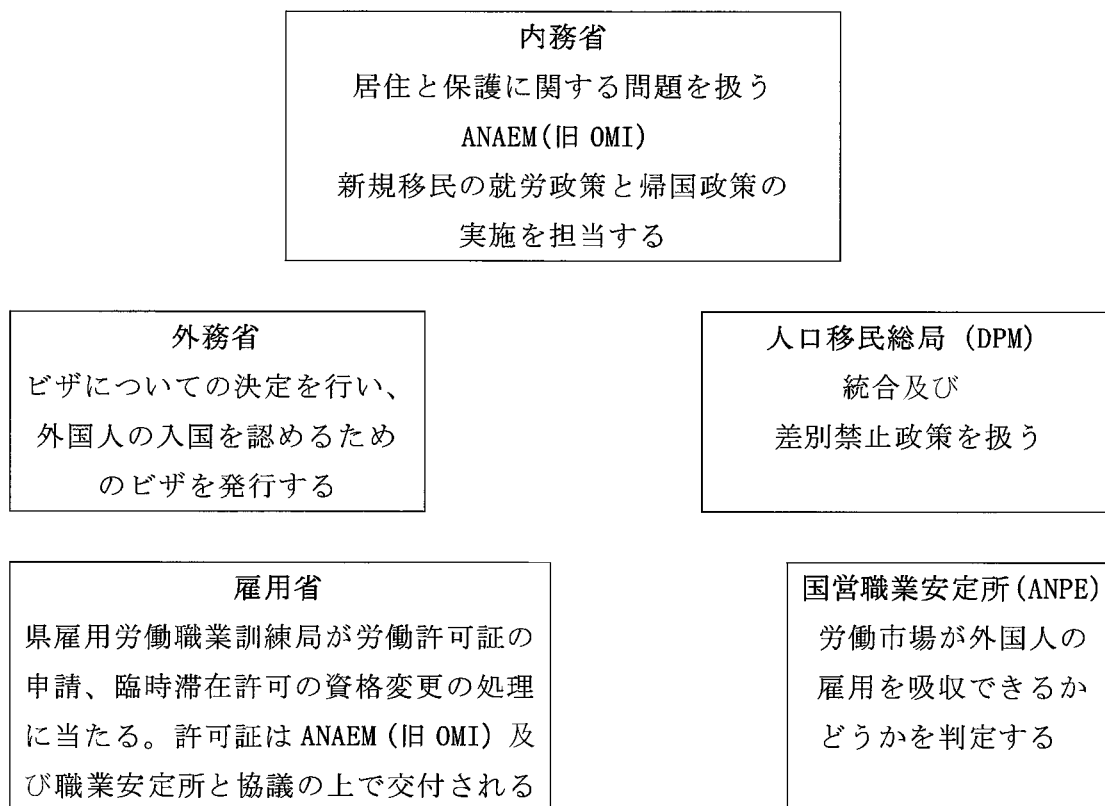 内務省
居住と保護に関する問題を扱う
ANAEM(旧 OMI)
新規移民の就労政策と帰国政策の
実施を担当する
外務省
ビザについての決定を行い、
外国人の入国を認めるため
のビザを発行する
人口移民総局 (DPM)
統合及び
差別禁止政策を扱う
雇用省
県雇用労働職業訓練局が労働許可証の
申請、臨時滞在許可の資格変更の処理
に当たる。許可証は ANAEM (旧 OMI) 及
び職業安定所と協議の上で交付される
国営職業安定所(ANPE)
労働市場が外国人の
雇用を吸収できるか
どうかを判定する